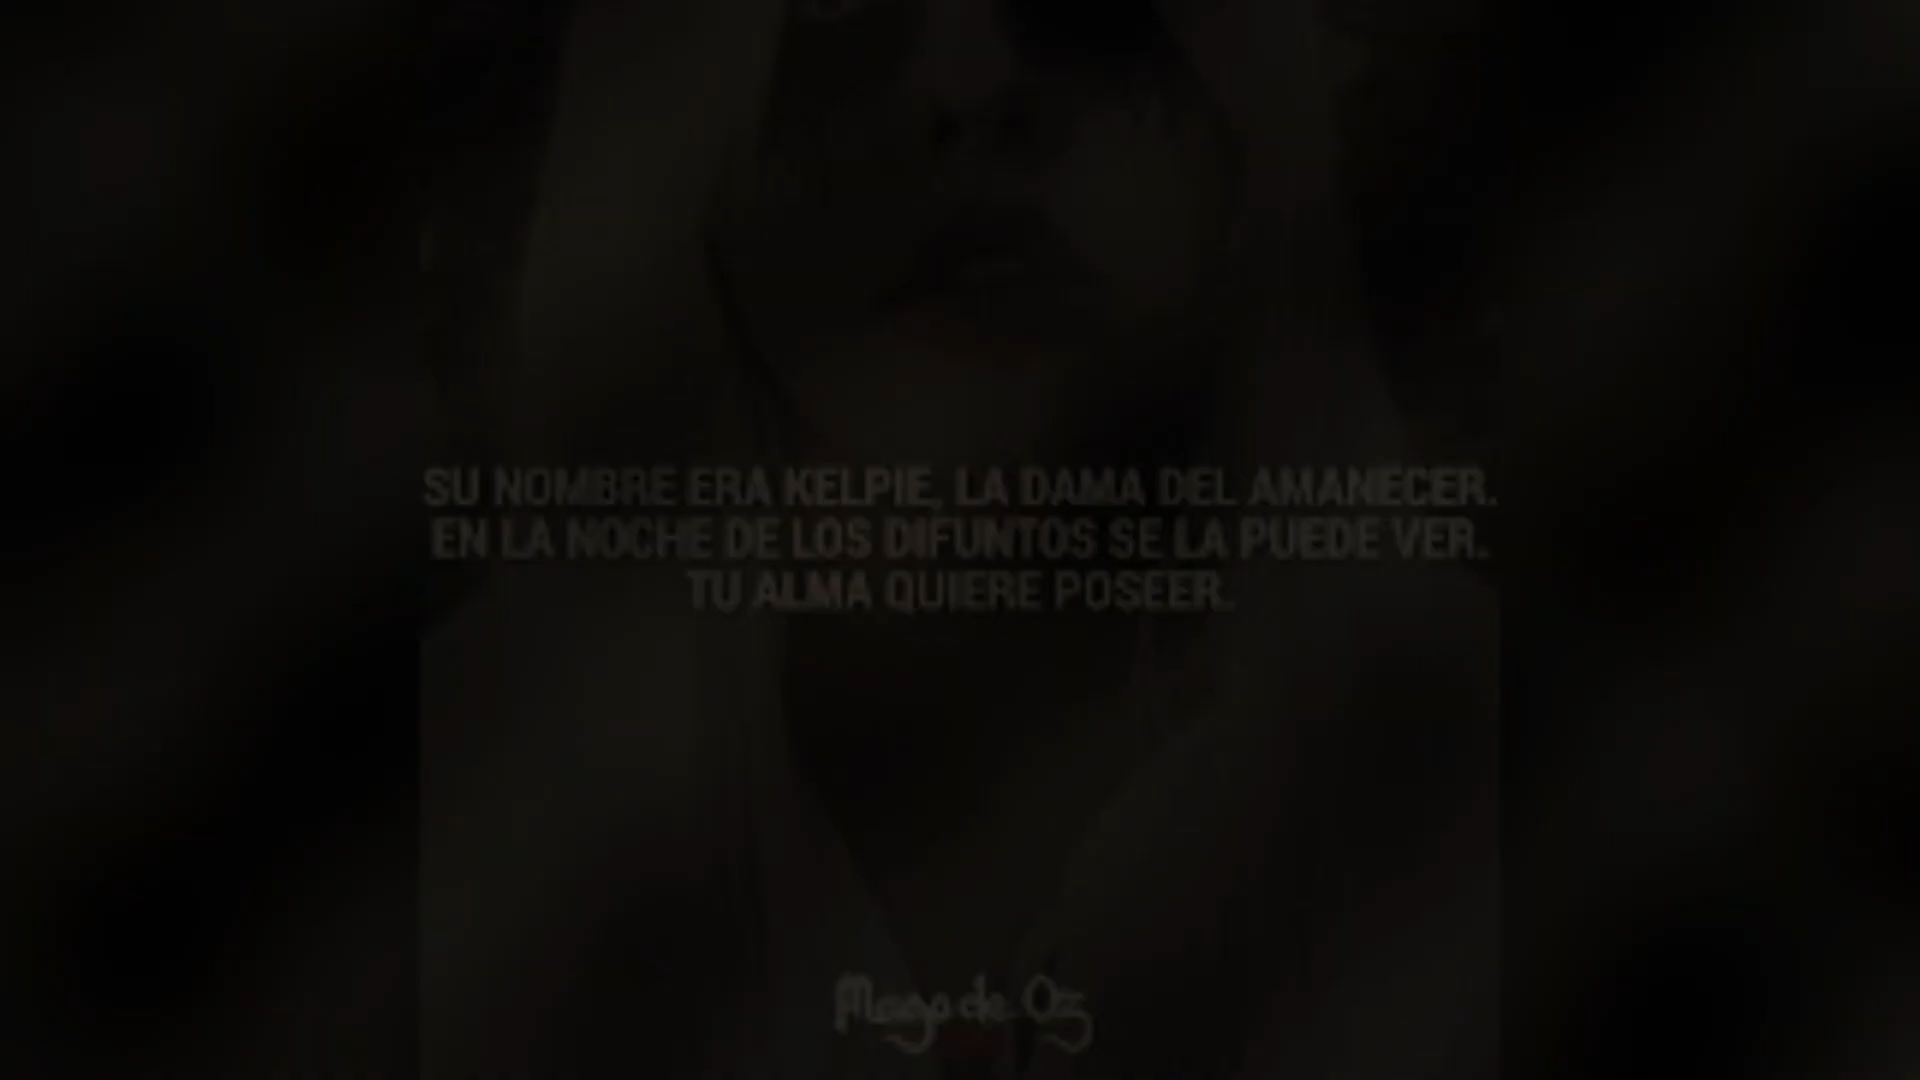 SU NOMBRE ERA KELPIE, LA DAMA DEL AMANECER.
EN LA NOCHE DE LOS DIFUNTOS SE LA PUEDE VER.
TU ALMA QUIERE POSEER.
Mago de Oz